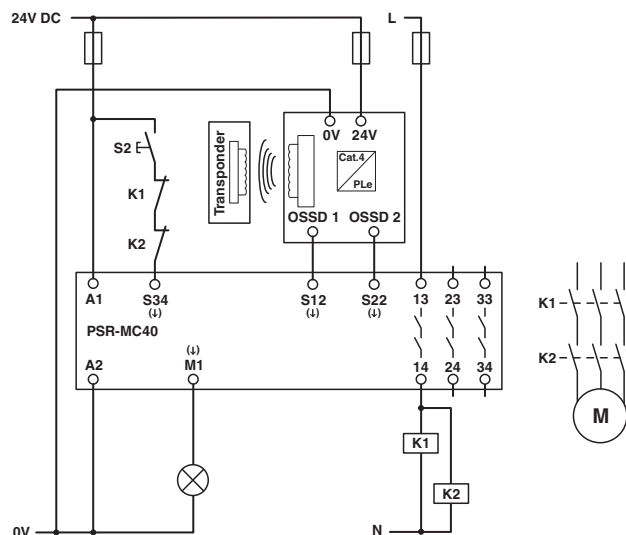 24V DC
L
0V 24V
Transponder
Cat.4
PLe
S2
K1
K2
OSSD 1 OSSD 2
A1 S34 S12 S22 13 23 33
(↓) (↓) (↓)
PSR-MC40
(↓)
A2 M1 14 24 34
K1
K2
M
K1
K2
0V
N